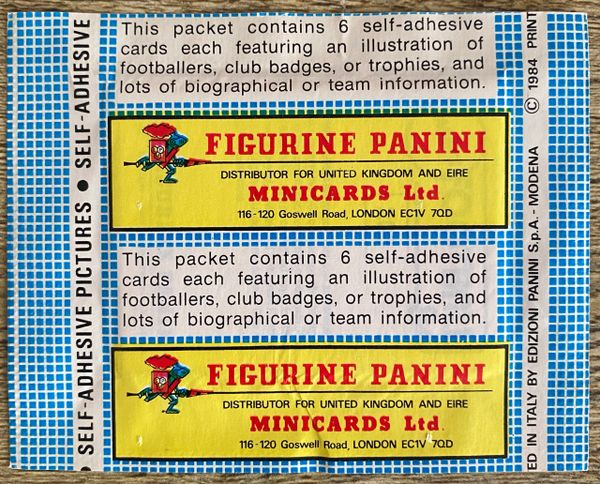 This packet contains 6 self-adhesive
cards each featuring an illustration of
footballers, club badges, or trophies, and
lots of biographical or team information.
FIGURINE PANINI
DISTRIBUTOR FOR UNITED KINGDOM AND EIRE
MINICARDS Ltd.
116-120 Goswell Road, LONDON EC1V 7QD
This packet contains 6 self-adhesive
cards each featuring an illustration of
footballers, club badges, or trophies, and
lots of biographical or team information.
FIGURINE PANINI
DISTRIBUTOR FOR UNITED KINGDOM AND EIRE
MINICARDS Ltd.
116-120 Goswell Road, LONDON EC1V 7QD
• SELF-ADHESIVE PICTURES • SELF-ADHESIVE
ED IN ITALY BY EDIZIONI PANINI S.p.A. - MODENA © 1984 PRINT